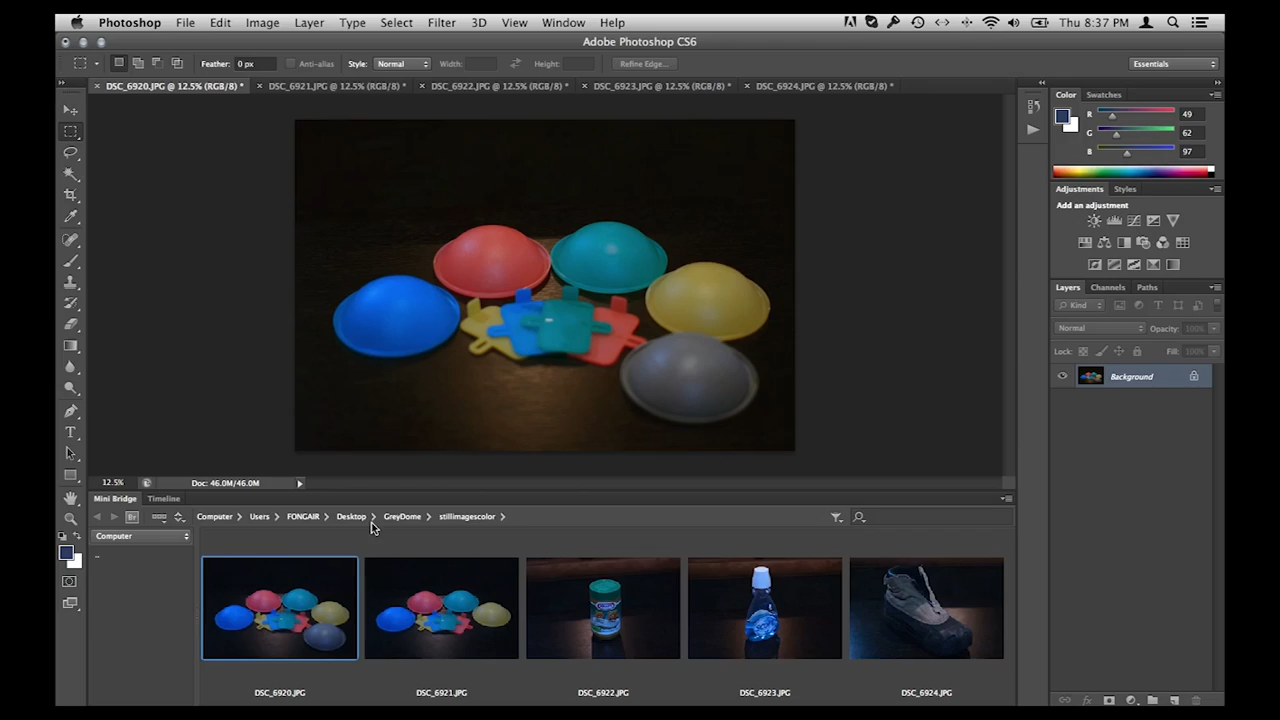 Photoshop File Edit Image Layer Type Select Filter 3D View Window Help Thu 8:37 PM
Adobe Photoshop CS6
Feather: 0 px Anti-alias Style: Normal Width: Height: Refine Edge... Essentials
DSC_6920.JPG @ 12.5% (RGB/8) * DSC_6921.JPG @ 12.5% (RGB/8) * DSC_6922.JPG @ 12.5% (RGB/8) * DSC_6923.JPG @ 12.5% (RGB/8) * DSC_6924.JPG @ 12.5% (RGB/8) *
Color Swatches
R 49
G 62
B 97
Adjustments Styles
Add an adjustment
Layers Channels Paths
Kind
Normal Opacity: 100%
Lock: Fill: 100%
Background
12.5% Doc: 46.0M/46.0M
Mini Bridge Timeline
Br Computer Users FONGAIR Desktop GreyDome stillimagescolor
Computer
DSC_6920.JPG DSC_6921.JPG DSC_6922.JPG DSC_6923.JPG DSC_6924.JPG